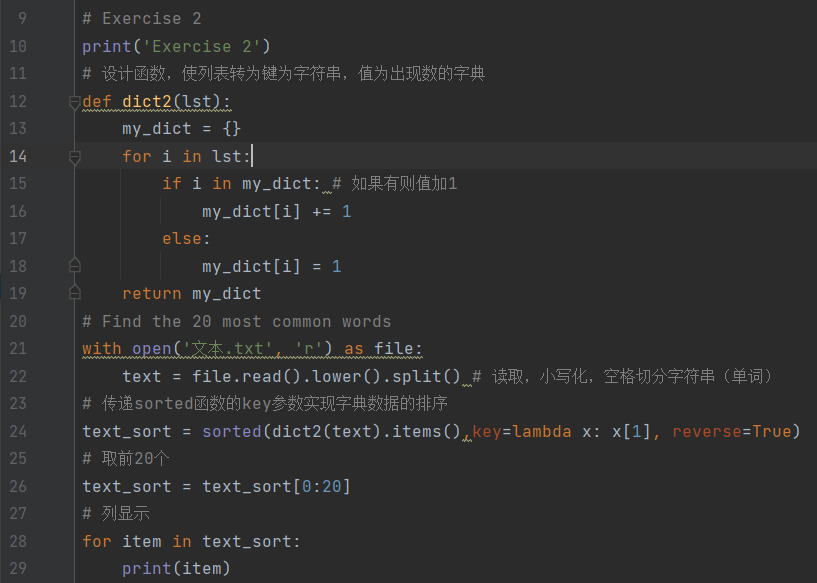 9 # Exercise 2
10 print('Exercise 2')
11 # 设计函数，使列表转为键为字符串，值为出现数的字典
12 def dict2(lst):
13     my_dict = {}
14     for i in lst:
15         if i in my_dict: # 如果有则值加1
16             my_dict[i] += 1
17         else:
18             my_dict[i] = 1
19     return my_dict
20 # Find the 20 most common words
21 with open('文本.txt', 'r') as file:
22     text = file.read().lower().split() # 读取，小写化，空格切分字符串（单词）
23 # 传递sorted函数的key参数实现字典数据的排序
24 text_sort = sorted(dict2(text).items(),key=lambda x: x[1], reverse=True)
25 # 取前20个
26 text_sort = text_sort[0:20]
27 # 列显示
28 for item in text_sort:
29     print(item)